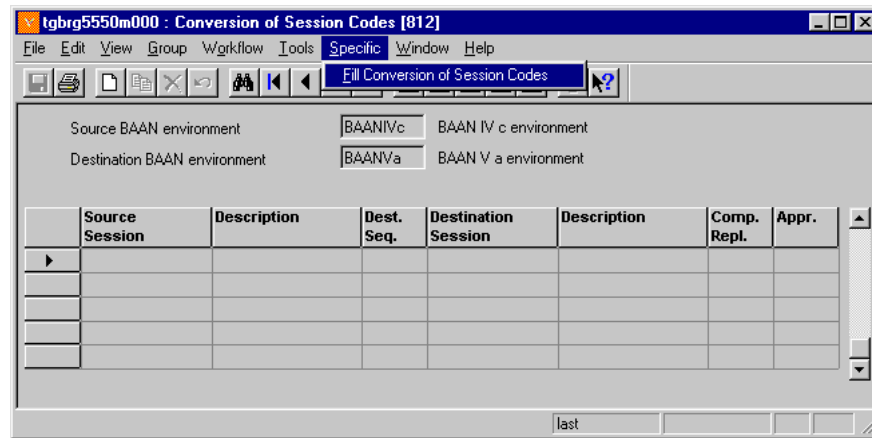 tgbrg5550m000 : Conversion of Session Codes [812]
File Edit View Group Workflow Tools Specific Window Help
Fill Conversion of Session Codes
Source BAAN environment BAANIVc BAAN IV c environment
Destination BAAN environment BAANVa BAAN V a environment
Source Session Description Dest. Seq. Destination Session Description Comp. Repl. Appr.
last